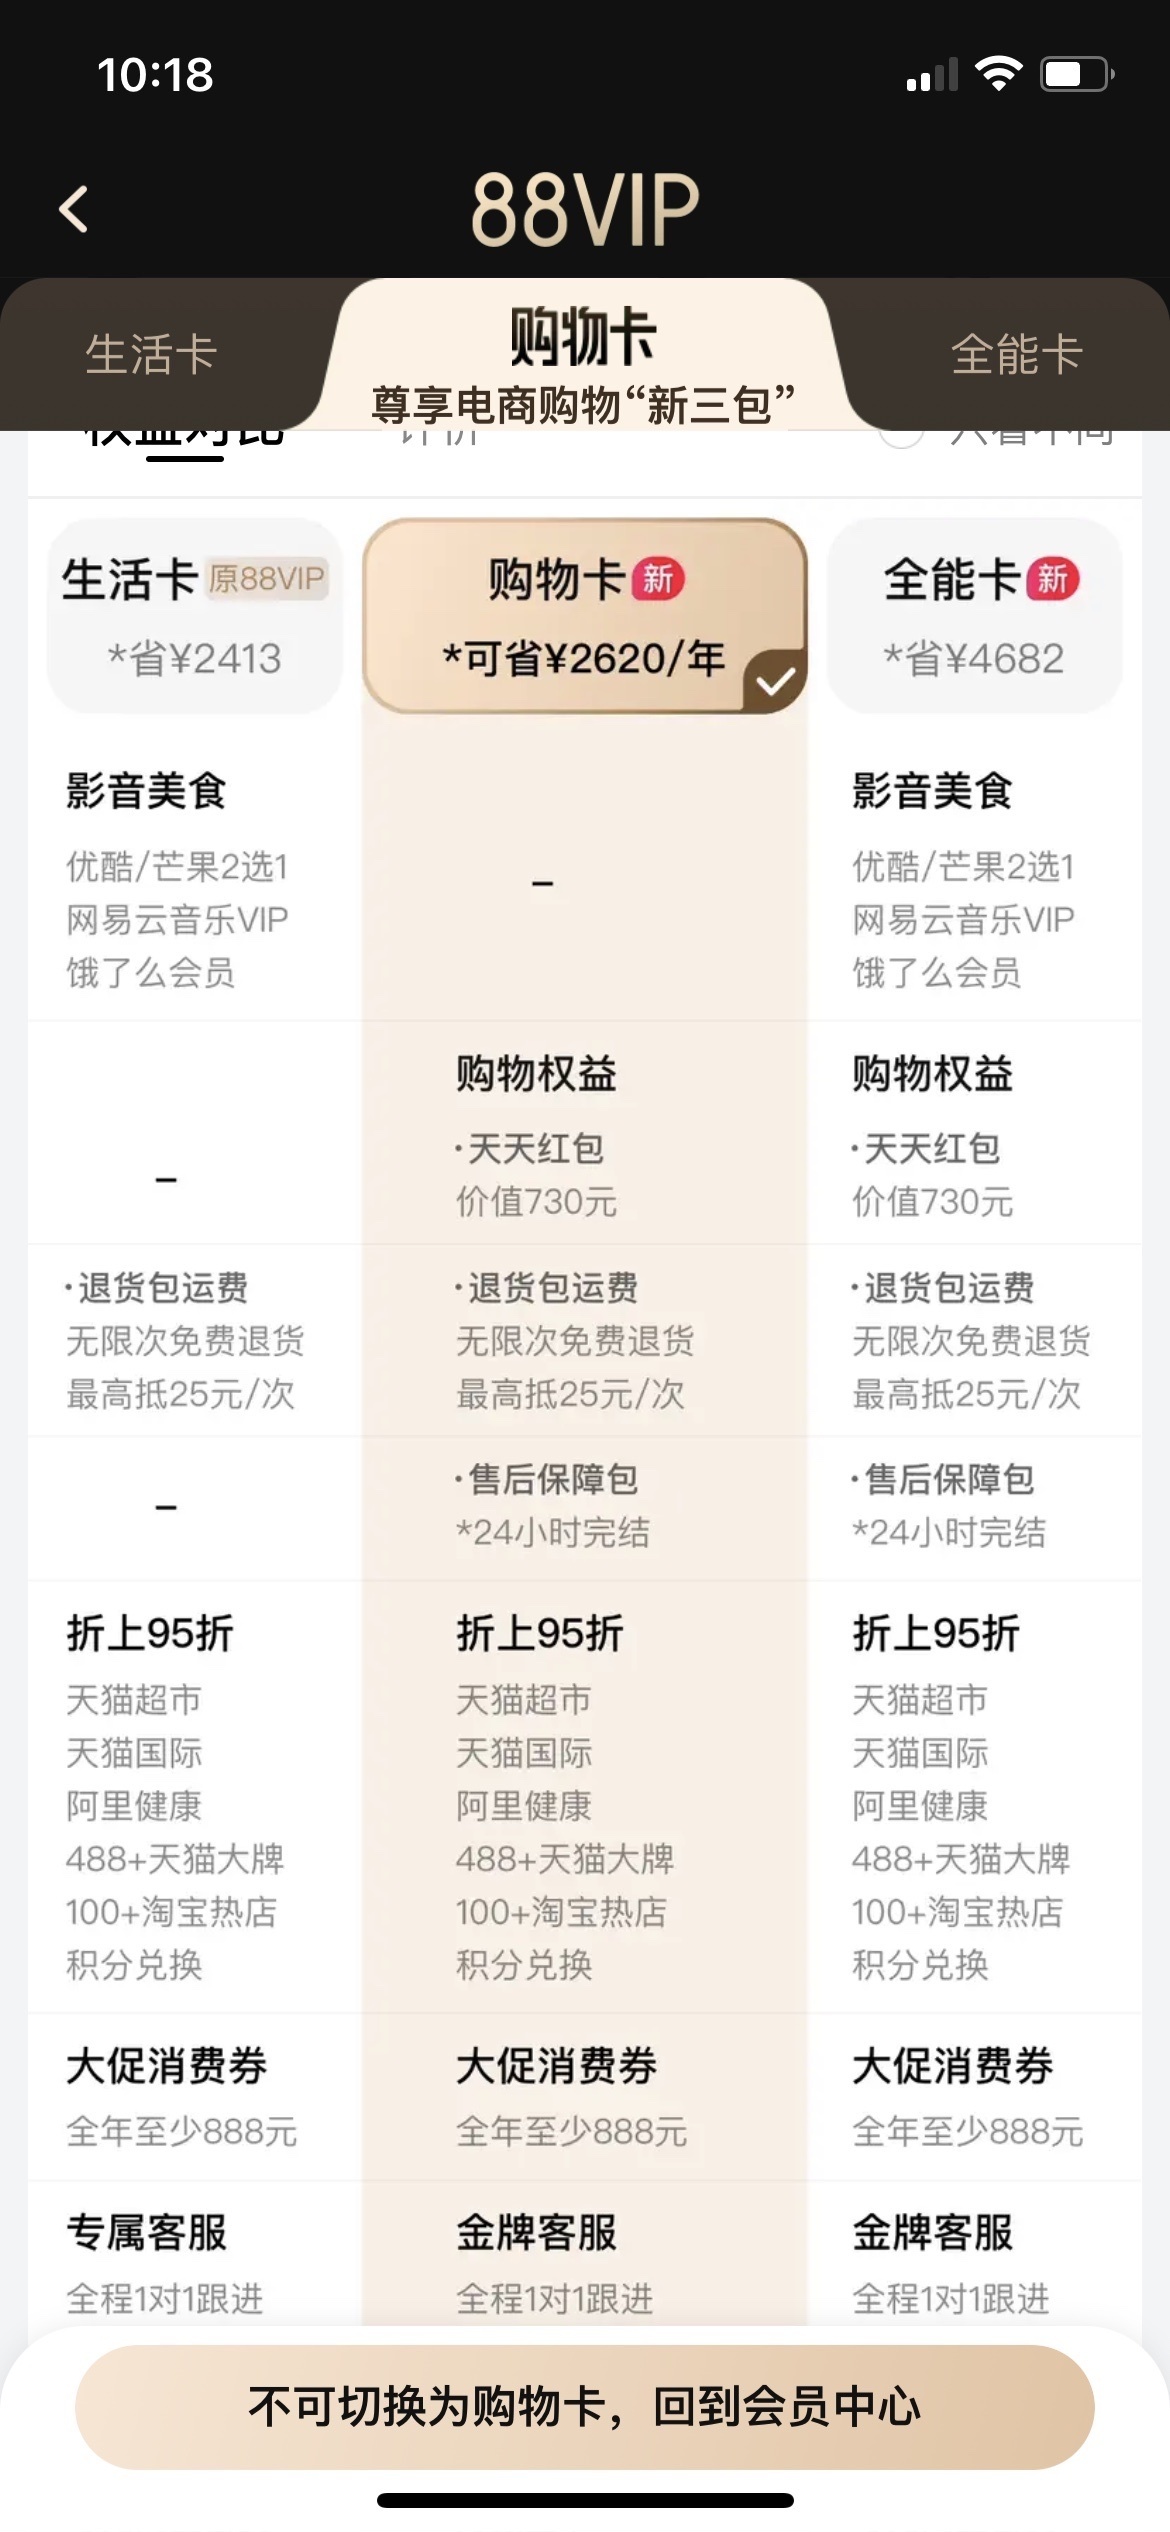 10:18
88VIP
生活卡
购物卡
全能卡
尊享电商购物“新三包”
权益对比
评价
只看不同
生活卡 原88VIP
*省¥2413
购物卡 新
*可省¥2620/年
全能卡 新
*省¥4682
影音美食
优酷/芒果2选1
网易云音乐VIP
饿了么会员
–
影音美食
优酷/芒果2选1
网易云音乐VIP
饿了么会员
–
购物权益
·天天红包
价值730元
购物权益
·天天红包
价值730元
·退货包运费
无限次免费退货
最高抵25元/次
·退货包运费
无限次免费退货
最高抵25元/次
·退货包运费
无限次免费退货
最高抵25元/次
–
·售后保障包
*24小时完结
·售后保障包
*24小时完结
折上95折
天猫超市
天猫国际
阿里健康
488+天猫大牌
100+淘宝热店
积分兑换
折上95折
天猫超市
天猫国际
阿里健康
488+天猫大牌
100+淘宝热店
积分兑换
折上95折
天猫超市
天猫国际
阿里健康
488+天猫大牌
100+淘宝热店
积分兑换
大促消费券
全年至少888元
大促消费券
全年至少888元
大促消费券
全年至少888元
专属客服
全程1对1跟进
金牌客服
全程1对1跟进
金牌客服
全程1对1跟进
不可切换为购物卡，回到会员中心